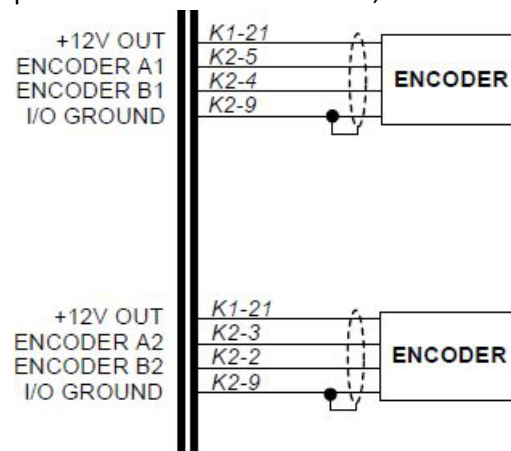 +12V OUT K1-21
ENCODER A1 K2-5
ENCODER B1 K2-4
I/O GROUND K2-9
ENCODER
+12V OUT K1-21
ENCODER A2 K2-3
ENCODER B2 K2-2
I/O GROUND K2-9
ENCODER